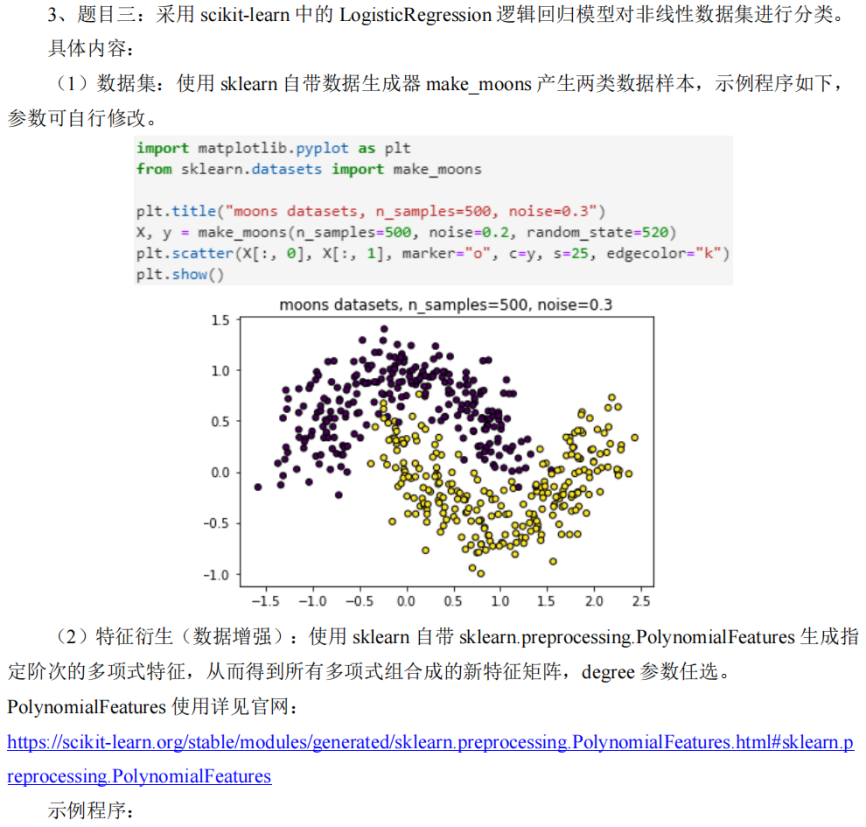 3、题目三：采用 scikit-learn 中的 LogisticRegression 逻辑回归模型对非线性数据集进行分类。
具体内容：
（1）数据集：使用 sklearn 自带数据生成器 make_moons 产生两类数据样本，示例程序如下，
参数可自行修改。
import matplotlib.pyplot as plt
from sklearn.datasets import make_moons
plt.title("moons datasets, n_samples=500, noise=0.3")
X, y = make_moons(n_samples=500, noise=0.2, random_state=520)
plt.scatter(X[:, 0], X[:, 1], marker="o", c=y, s=25, edgecolor="k")
plt.show()
moons datasets, n_samples=500, noise=0.3
1.5
1.0
0.5
0.0
−0.5
−1.0
−1.5 −1.0 −0.5 0.0 0.5 1.0 1.5 2.0 2.5
（2）特征衍生（数据增强）：使用 sklearn 自带 sklearn.preprocessing.PolynomialFeatures 生成指
定阶次的多项式特征，从而得到所有多项式组合成的新特征矩阵，degree 参数任选。
PolynomialFeatures 使用详见官网：
https://scikit-learn.org/stable/modules/generated/sklearn.preprocessing.PolynomialFeatures.html#sklearn.p
reprocessing.PolynomialFeatures
示例程序：